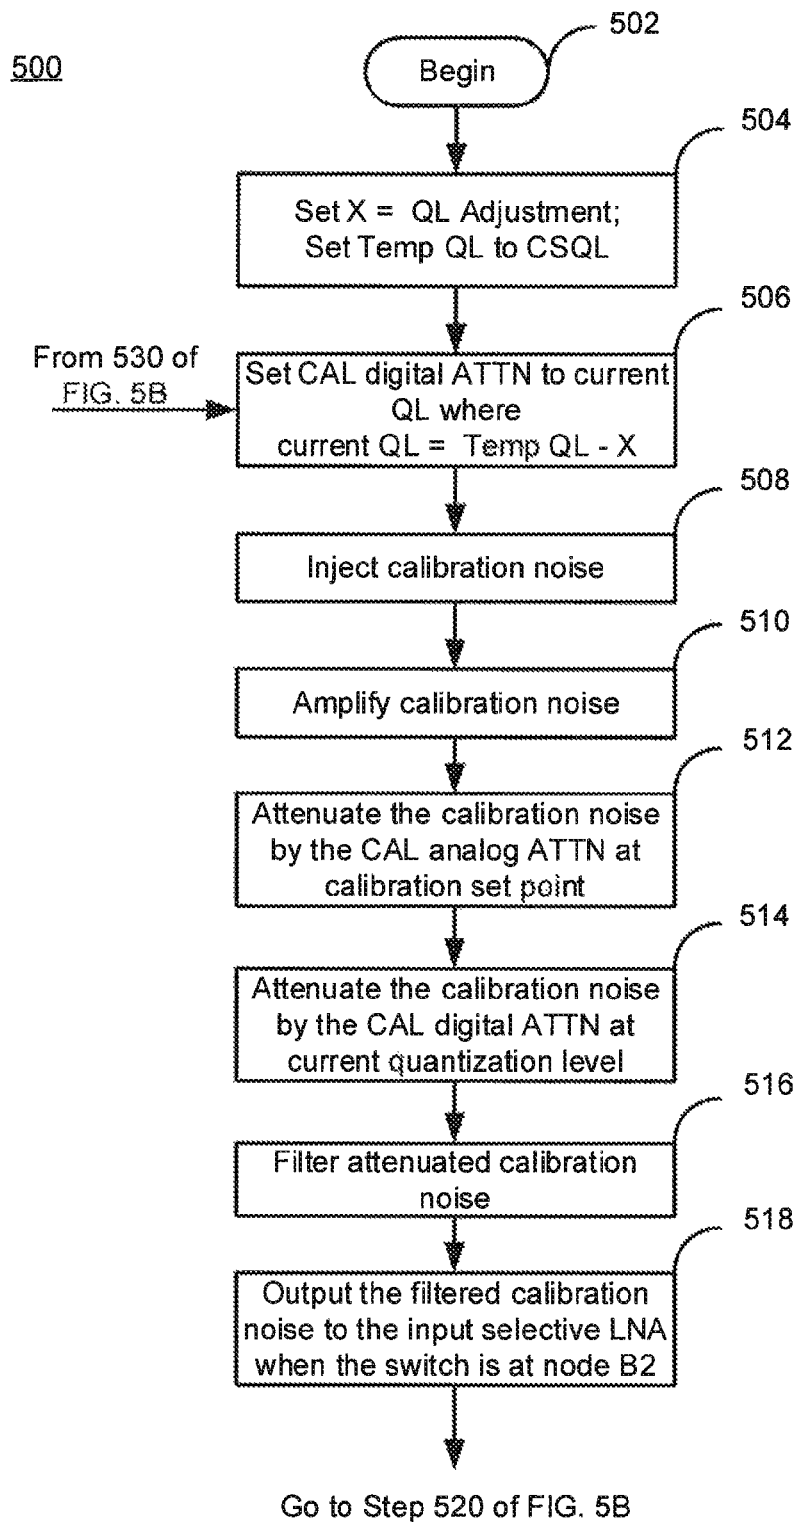 502
500
Begin
504
Set X = QL Adjustment;
Set Temp QL to CSQL
506
From 530 of
FIG. 5B
Set CAL digital ATTN to current
QL where
current QL = Temp QL - X
508
Inject calibration noise
510
Amplify calibration noise
512
Attenuate the calibration noise
by the CAL analog ATTN at
calibration set point
514
Attenuate the calibration noise
by the CAL digital ATTN at
current quantization level
516
Filter attenuated calibration
noise
518
Output the filtered calibration
noise to the input selective LNA
when the switch is at node B2
Go to Step 520 of FIG. 5B